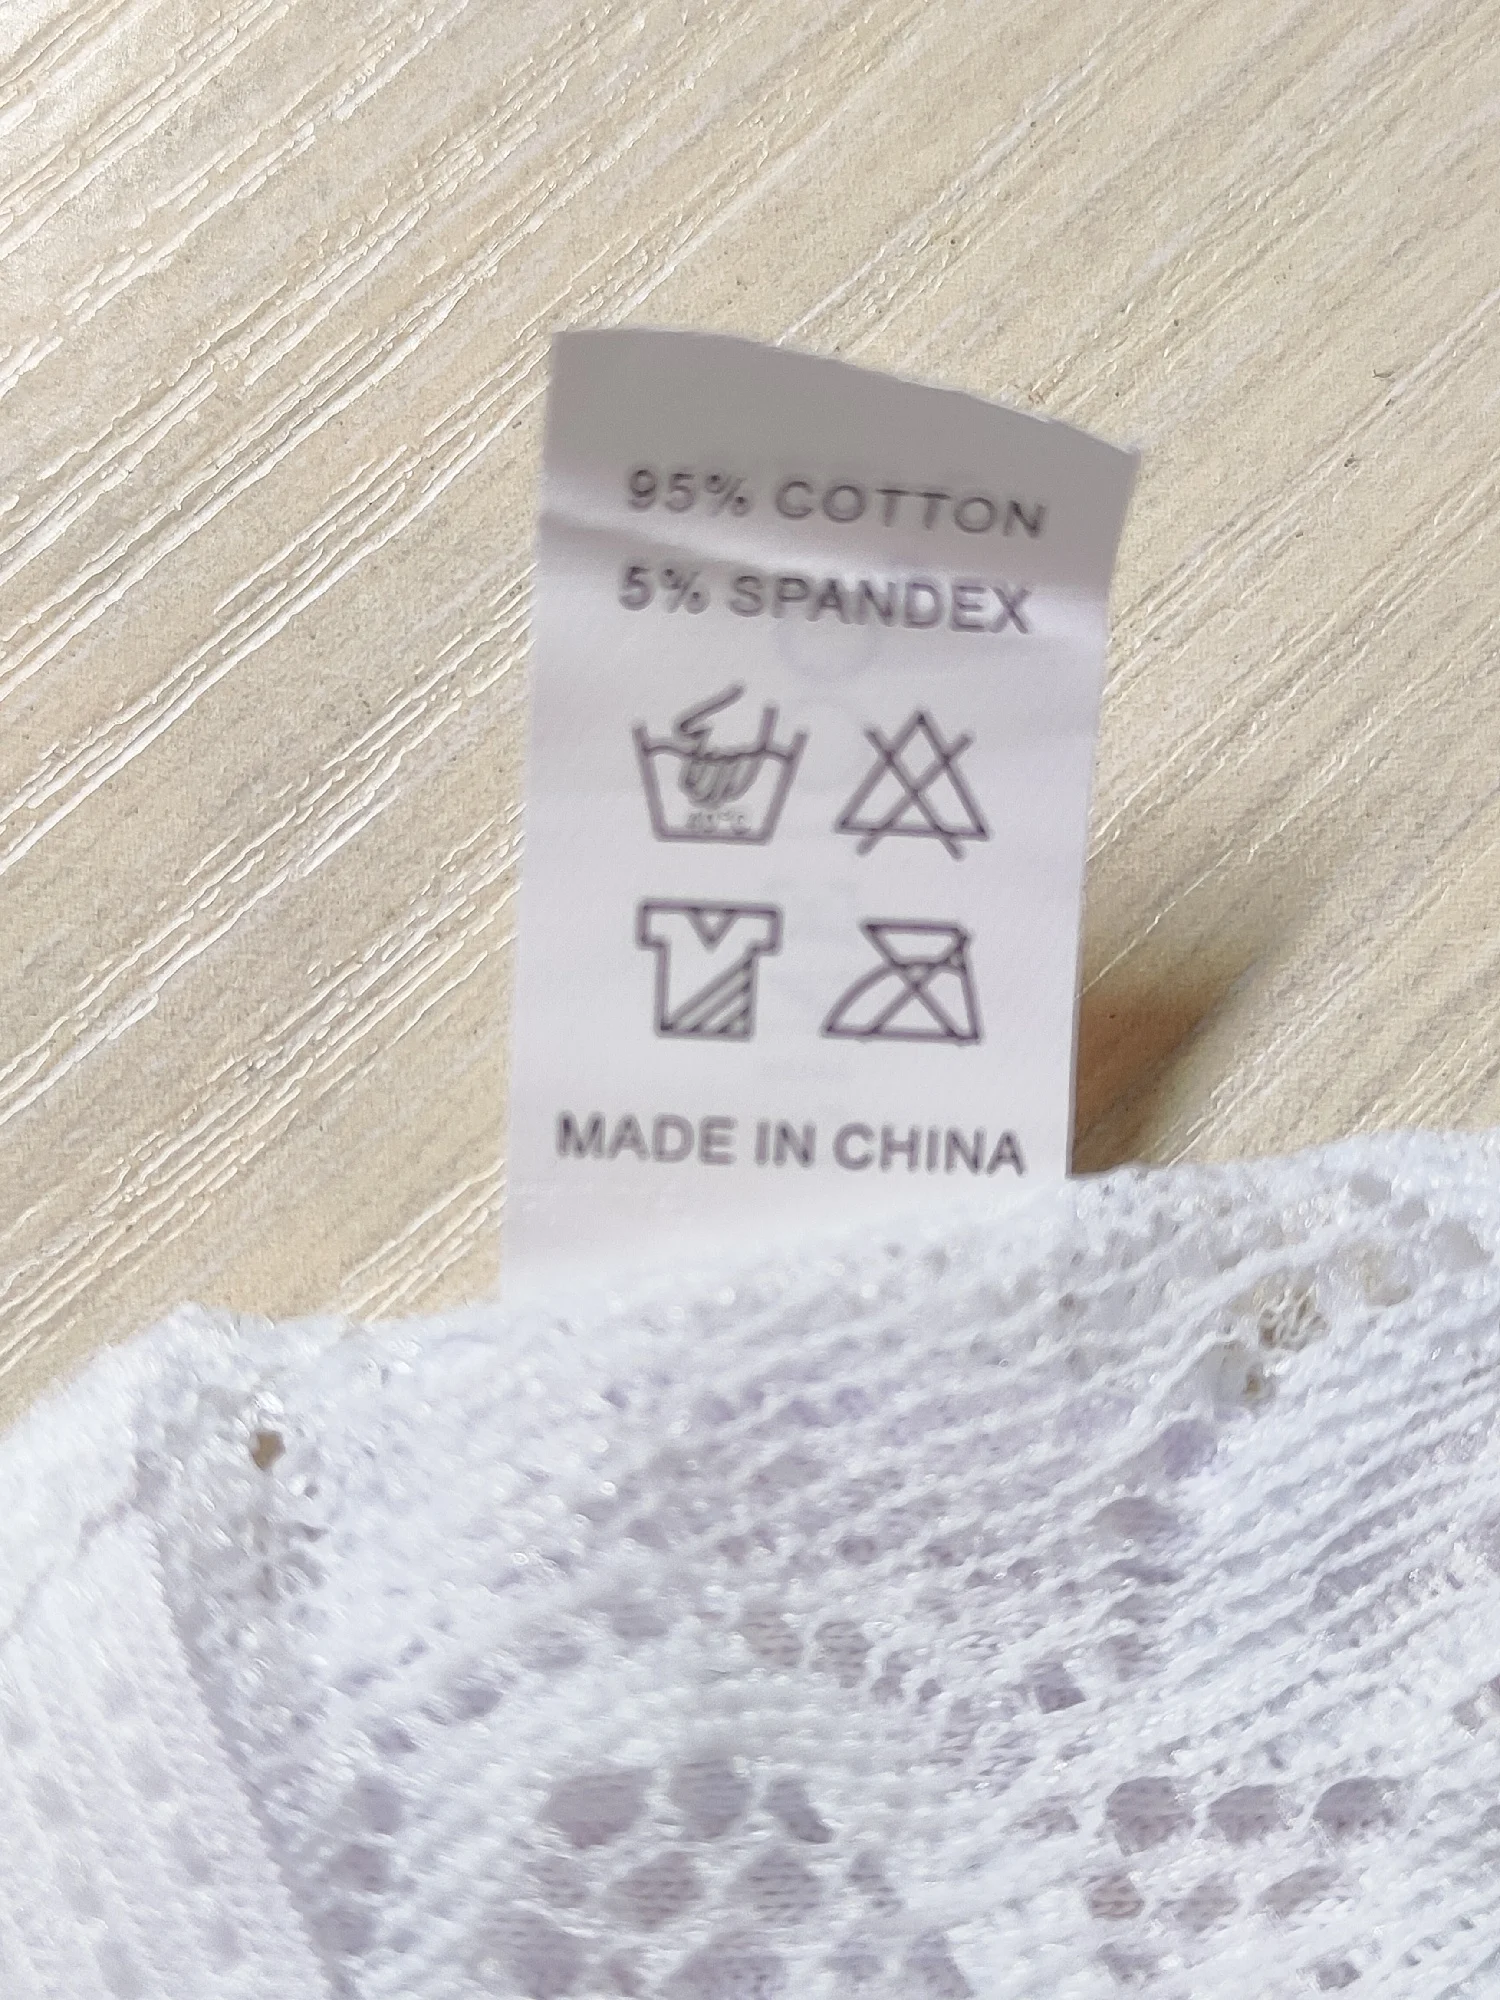 95% COTTON
5% SPANDEX
MADE IN CHINA